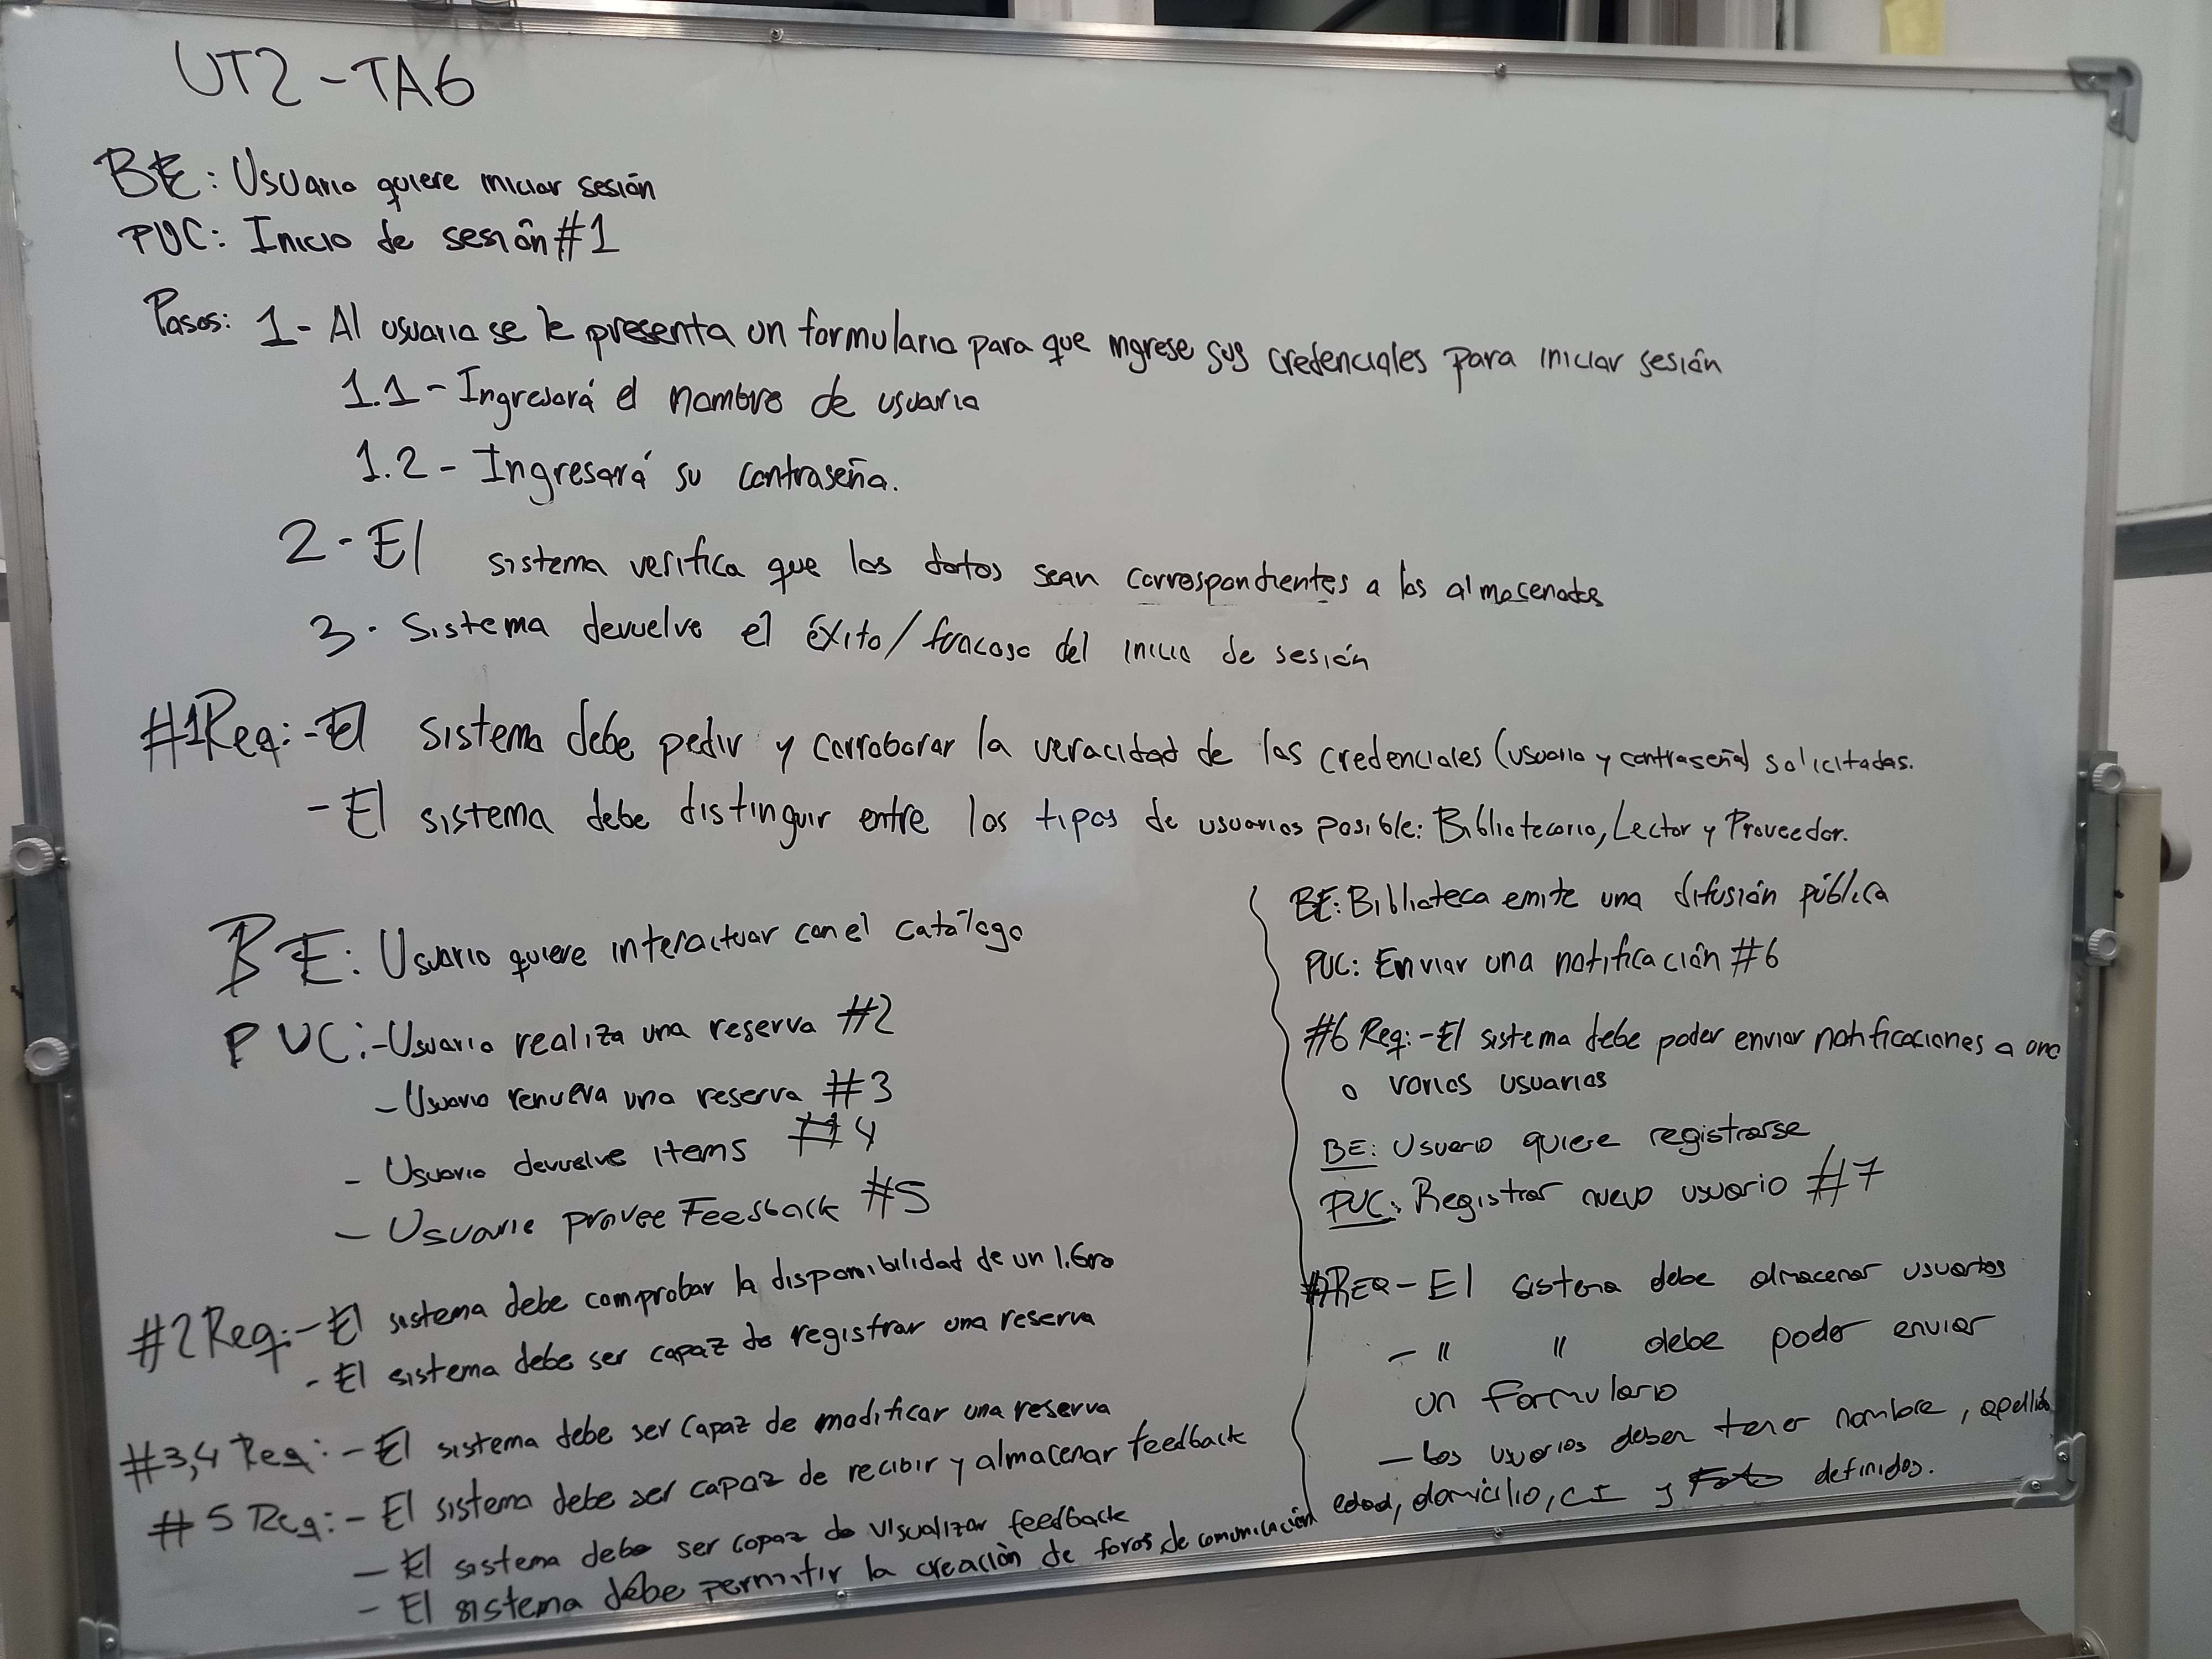 UT2-TA6
BE: Usuario quiere iniciar sesión
PUC: Inicio de sesión #1
Pasos: 1- Al usuario se le presenta un formulario para que ingrese sus credenciales para iniciar sesión
1.1- Ingresará el nombre de usuario
1.2- Ingresará su contraseña.
2- El sistema verifica que los datos sean correspondientes a los almacenados
3- Sistema devuelve el éxito/fracaso del inicio de sesión
#1Req:- El sistema debe pedir y corroborar la veracidad de las credenciales (usuario y contraseña) solicitadas.
- El sistema debe distinguir entre los tipos de usuarios posible: Bibliotecario, Lector y Proveedor.
BE: Usuario quiere interactuar con el catálogo
PUC:- Usuario realiza una reserva #2
- Usuario renueva una reserva #3
- Usuario devuelve items #4
- Usuario provee Feesback #5
#2Req:- El sistema debe comprobar la disponibilidad de un libro
- El sistema debe ser capaz de registrar una reserva
#3,4 Req:- El sistema debe ser capaz de modificar una reserva
#5 Req:- El sistema debe ser capaz de recibir y almacenar feedback
- El sistema debe ser capaz de visualizar feedback
- El sistema debe permitir la creación de foros de comunicación
BE: Biblioteca emite una difusión pública
PUC: Enviar una notificación #6
#6 Req:- El sistema debe poder enviar notificaciones a uno
o varios usuarios
BE: Usuario quiere registrarse
PUC: Registrar nuevo usuario #7
#7REQ- El sistema debe almacenar usuarios
- " " debe poder enviar
un formulario
- Los usuarios deben tener nombre, apellido
edad, domicilio, CI y foto definidos.